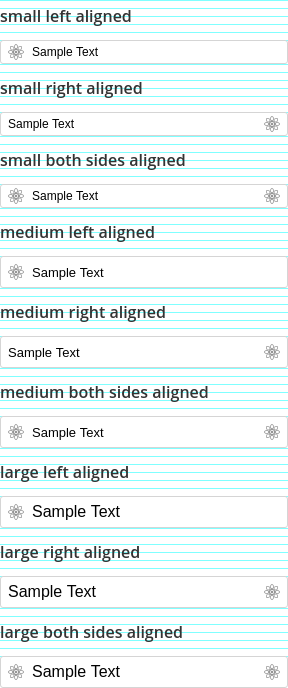 small left aligned
Sample Text
small right aligned
Sample Text
small both sides aligned
Sample Text
medium left aligned
Sample Text
medium right aligned
Sample Text
medium both sides aligned
Sample Text
large left aligned
Sample Text
large right aligned
Sample Text
large both sides aligned
Sample Text